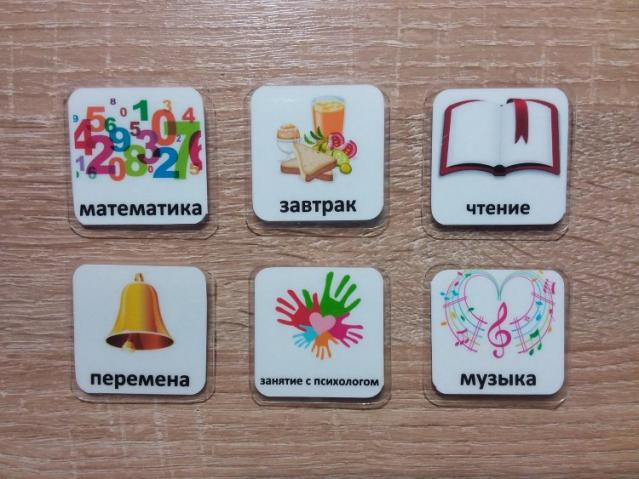 математика
завтрак
чтение
перемена
занятие с психологом
музыка